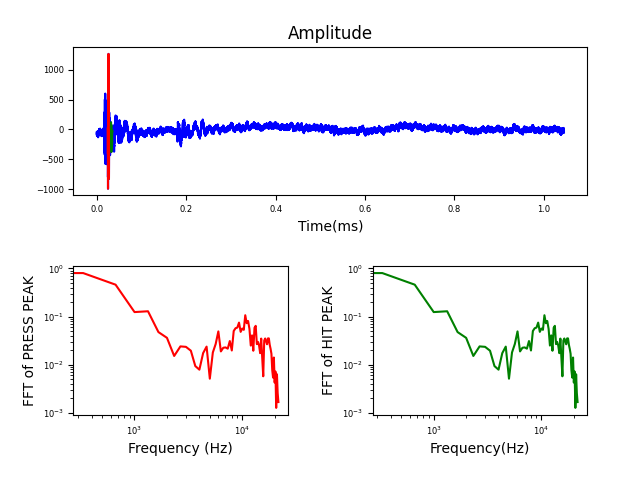 Amplitude
1000
500
0
−500
−1000
0.0 0.2 0.4 0.6 0.8 1.0
Time(ms)
FFT of PRESS PEAK
10⁰
10⁻¹
10⁻²
10⁻³
10³ 10⁴
Frequency (Hz)
FFT of HIT PEAK
10⁰
10⁻¹
10⁻²
10⁻³
10³ 10⁴
Frequency(Hz)